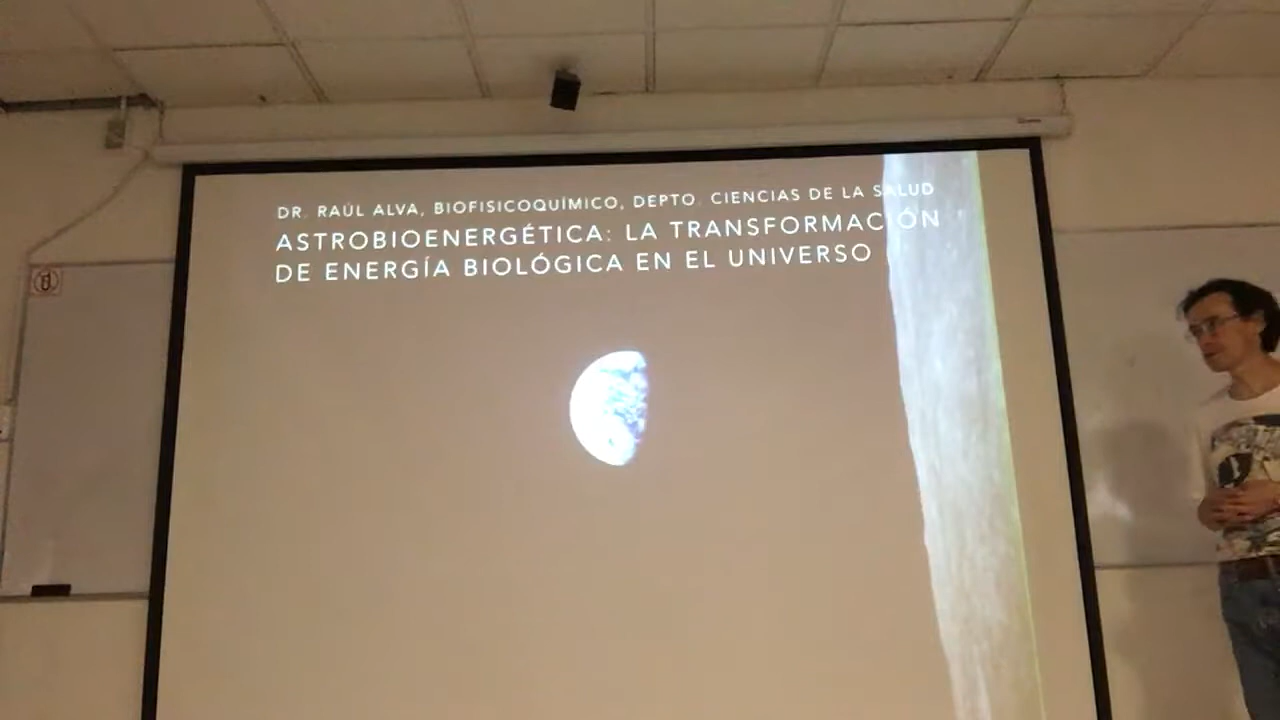 DR. RAÚL ALVA, BIOFISICOQUÍMICO, DEPTO. CIENCIAS DE LA SALUD
ASTROBIOENERGÉTICA: LA TRANSFORMACIÓN
DE ENERGÍA BIOLÓGICA EN EL UNIVERSO